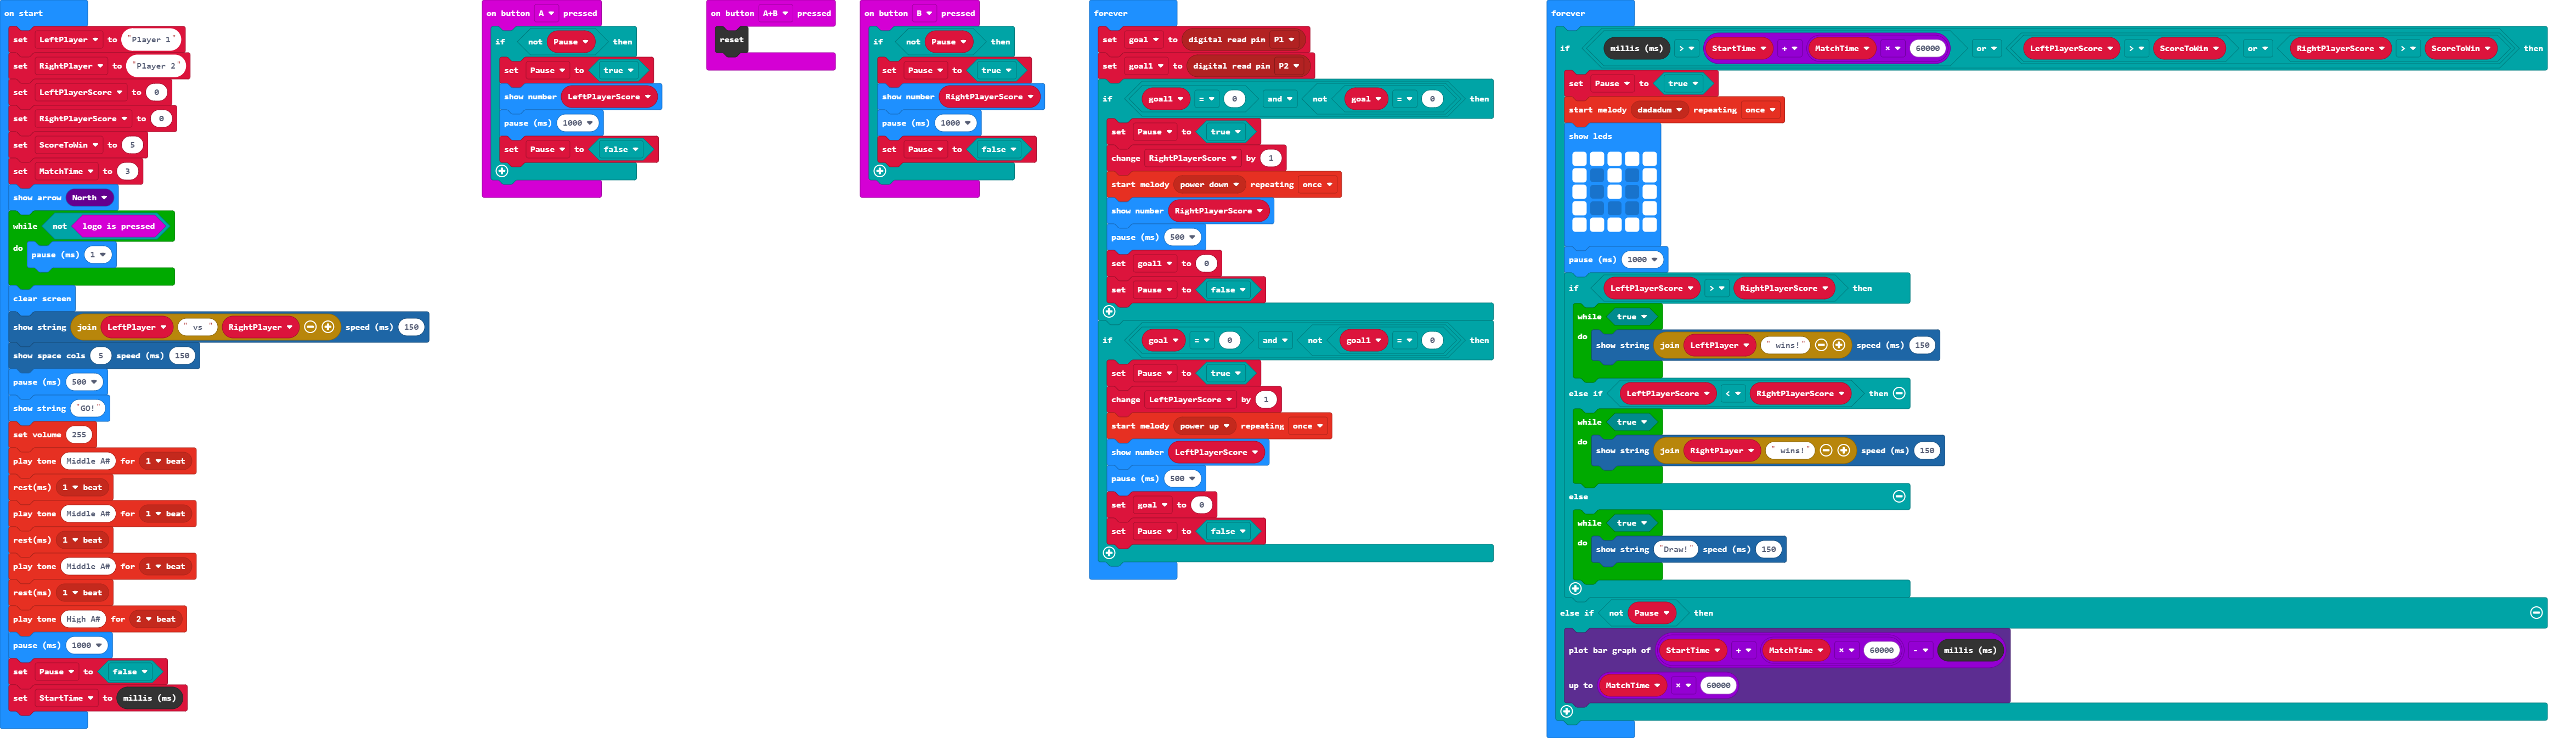 on start
set LeftPlayer to "Player 1"
set RightPlayer to "Player 2"
set LeftPlayerScore to 0
set RightPlayerScore to 0
set ScoreToWin to 5
set MatchTime to 3
show arrow North
while not logo is pressed
do
pause (ms) 1
clear screen
show string join LeftPlayer " vs " RightPlayer speed (ms) 150
show space cols 5 speed (ms) 150
pause (ms) 500
show string "GO!"
set volume 255
play tone Middle A# for 1 beat
rest(ms) 1 beat
play tone Middle A# for 1 beat
rest(ms) 1 beat
play tone Middle A# for 1 beat
rest(ms) 1 beat
play tone High A# for 2 beat
pause (ms) 1000
set Pause to false
set StartTime to millis (ms)
on button A pressed
if not Pause then
set Pause to true
show number LeftPlayerScore
pause (ms) 1000
set Pause to false
on button A+B pressed
reset
on button B pressed
if not Pause then
set Pause to true
show number RightPlayerScore
pause (ms) 1000
set Pause to false
forever
set goal to digital read pin P1
set goal1 to digital read pin P2
if goal1 = 0 and not goal = 0 then
set Pause to true
change RightPlayerScore by 1
start melody power down repeating once
show number RightPlayerScore
pause (ms) 500
set goal1 to 0
set Pause to false
if goal = 0 and not goal1 = 0 then
set Pause to true
change LeftPlayerScore by 1
start melody power up repeating once
show number LeftPlayerScore
pause (ms) 500
set goal to 0
set Pause to false
forever
if millis (ms) > StartTime + MatchTime × 60000 or LeftPlayerScore > ScoreToWin or RightPlayerScore > ScoreToWin then
set Pause to true
start melody dadadum repeating once
show leds
pause (ms) 1000
if LeftPlayerScore > RightPlayerScore then
while true
do
show string join LeftPlayer " wins!" speed (ms) 150
else if LeftPlayerScore < RightPlayerScore then
while true
do
show string join RightPlayer " wins!" speed (ms) 150
else
while true
do
show string "Draw!" speed (ms) 150
else if not Pause then
plot bar graph of StartTime + MatchTime × 60000 - millis (ms)
up to MatchTime × 60000